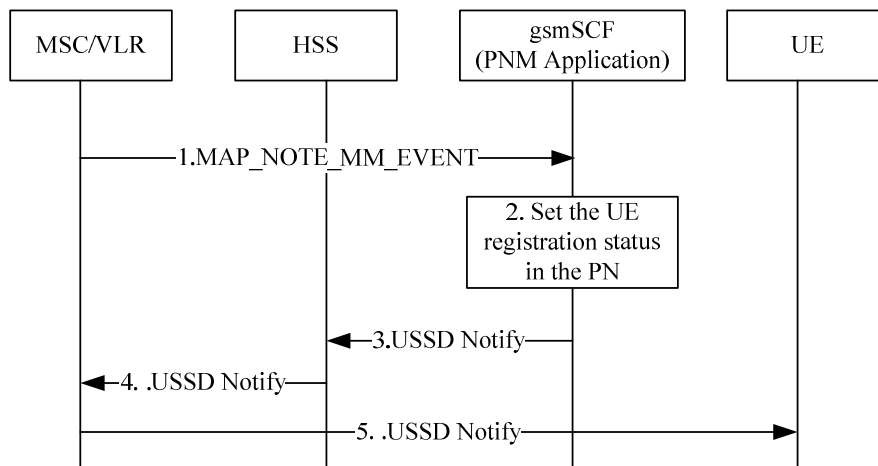 MSC/VLR
HSS
gsmSCF
(PNM Application)
UE
1.MAP_NOTE_MM_EVENT
2. Set the UE
registration status
in the PN
3.USSD Notify
4. .USSD Notify
5. .USSD Notify